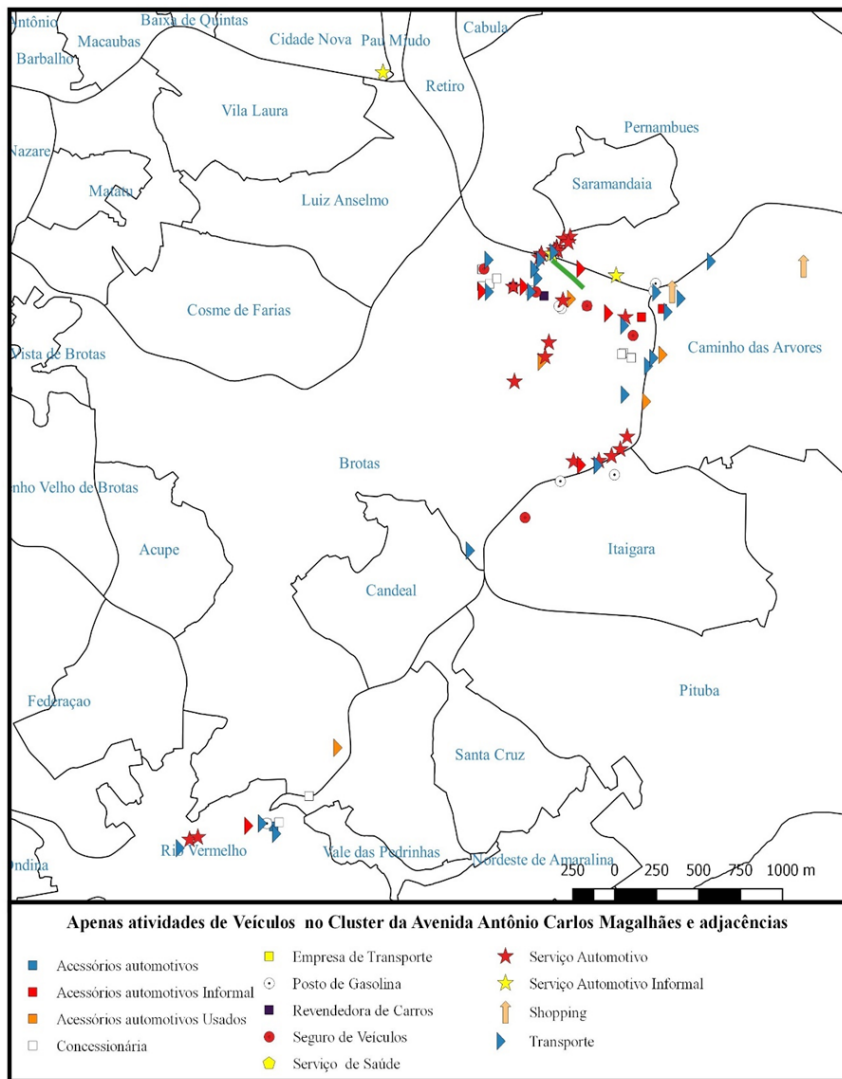 Antônio
Baixa de Quintas
Macaubas
Cidade Nova
Pau Miudo
Cabula
Barbalho
Retiro
Vila Laura
Pernambues
Nazare
Saramandaia
Matatu
Luiz Anselmo
Cosme de Farias
Vista de Brotas
Caminho das Arvores
Brotas
nho Velho de Brotas
Acupe
Itaigara
Candeal
Federaçao
Pituba
Santa Cruz
Rio Vermelho
Vale das Pedrinhas
Nordeste de Amaralina
Ondina
250 0 250 500 750 1000 m
Apenas atividades de Veículos no Cluster da Avenida Antônio Carlos Magalhães e adjacências
Acessórios automotivos
Acessórios automotivos Informal
Acessórios automotivos Usados
Concessionária
Empresa de Transporte
Posto de Gasolina
Revendedora de Carros
Seguro de Veículos
Serviço de Saúde
Serviço Automotivo
Serviço Automotivo Informal
Shopping
Transporte